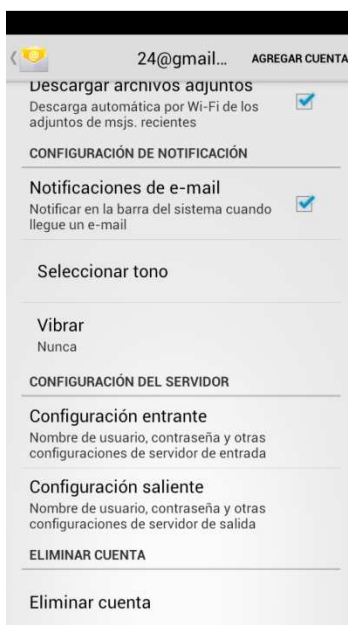 24@gmail... AGREGAR CUENTA
Descargar archivos adjuntos
Descarga automática por Wi-Fi de los
adjuntos de msjs. recientes
CONFIGURACIÓN DE NOTIFICACIÓN
Notificaciones de e-mail
Notificar en la barra del sistema cuando
llegue un e-mail
Seleccionar tono
Vibrar
Nunca
CONFIGURACIÓN DEL SERVIDOR
Configuración entrante
Nombre de usuario, contraseña y otras
configuraciones de servidor de entrada
Configuración saliente
Nombre de usuario, contraseña y otras
configuraciones de servidor de salida
ELIMINAR CUENTA
Eliminar cuenta